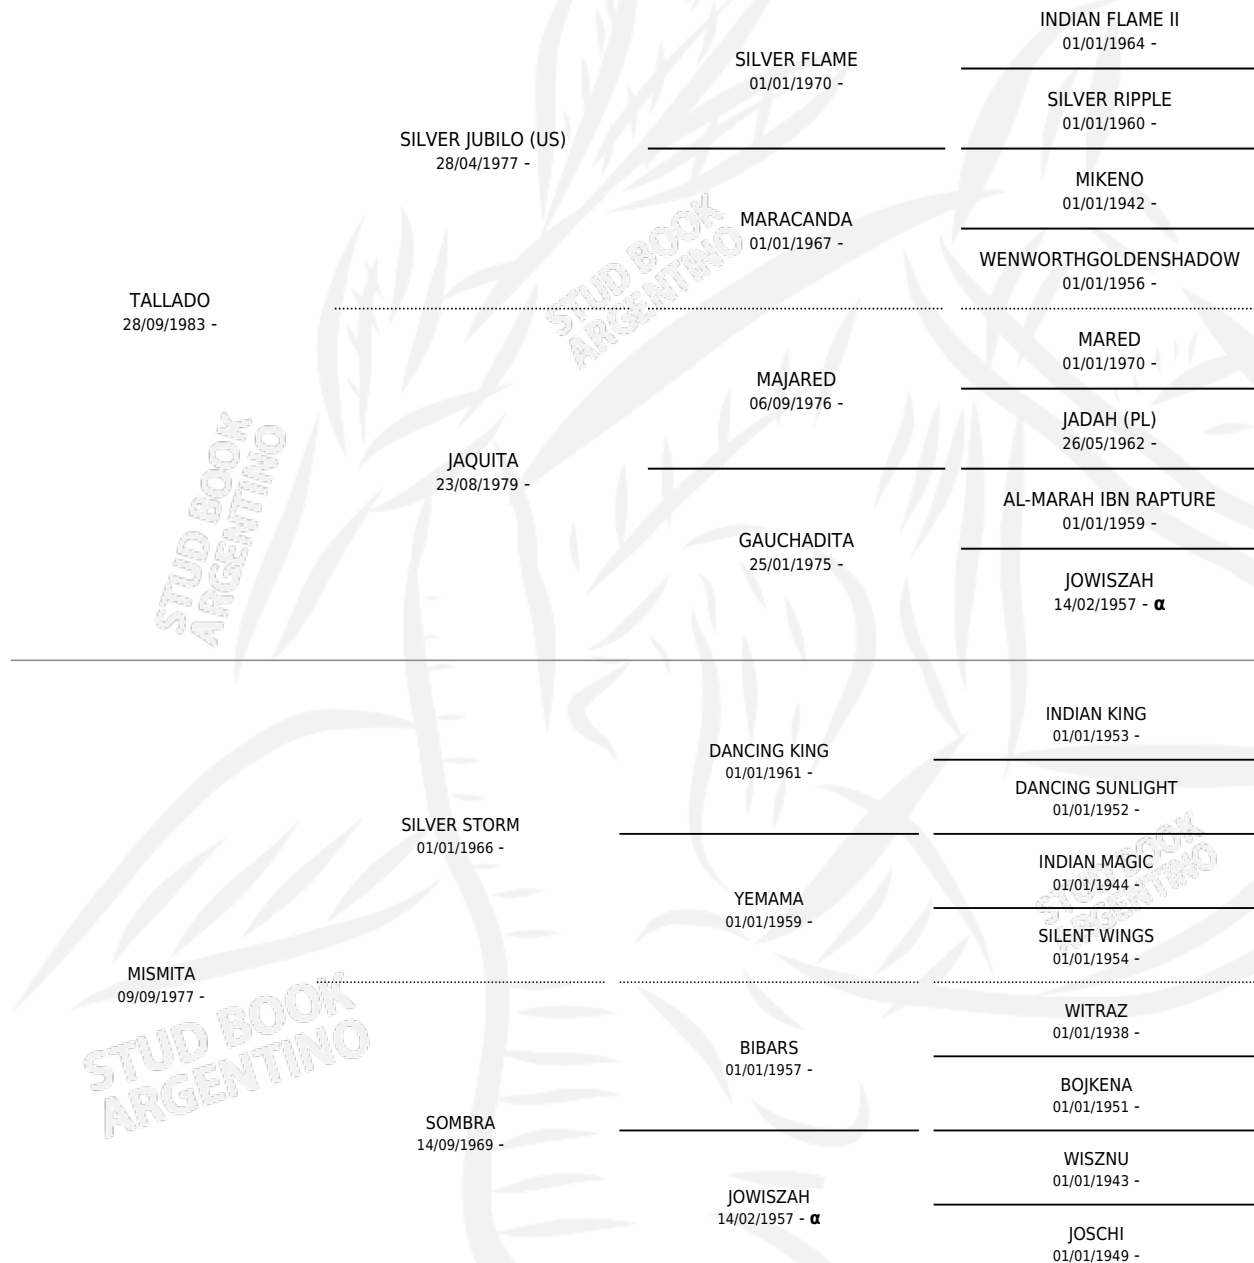 INDIAN FLAME II
01/01/1964 -
SILVER FLAME
01/01/1970 -
SILVER RIPPLE
01/01/1960 -
SILVER JUBILO (US)
28/04/1977 -
MIKENO
01/01/1942 -
MARACANDA
01/01/1967 -
WENWORTHGOLDENSHADOW
01/01/1956 -
TALLADO
28/09/1983 -
MARED
01/01/1970 -
MAJARED
06/09/1976 -
JADAH (PL)
26/05/1962 -
JAQUITA
23/08/1979 -
AL-MARAH IBN RAPTURE
01/01/1959 -
GAUCHADITA
25/01/1975 -
JOWISZAH
14/02/1957 - α
INDIAN KING
01/01/1953 -
DANCING KING
01/01/1961 -
DANCING SUNLIGHT
01/01/1952 -
SILVER STORM
01/01/1966 -
INDIAN MAGIC
01/01/1944 -
YEMAMA
01/01/1959 -
SILENT WINGS
01/01/1954 -
MISMITA
09/09/1977 -
WITRAZ
01/01/1938 -
BIBARS
01/01/1957 -
BOJKENA
01/01/1951 -
SOMBRA
14/09/1969 -
WISZNU
01/01/1943 -
JOWISZAH
14/02/1957 - α
JOSCHI
01/01/1949 -
STUD BOOK
ARGENTINO
STUD BOOK
ARGENTINO
STUD BOOK
ARGENTINO
STUD BOOK
ARGENTINO